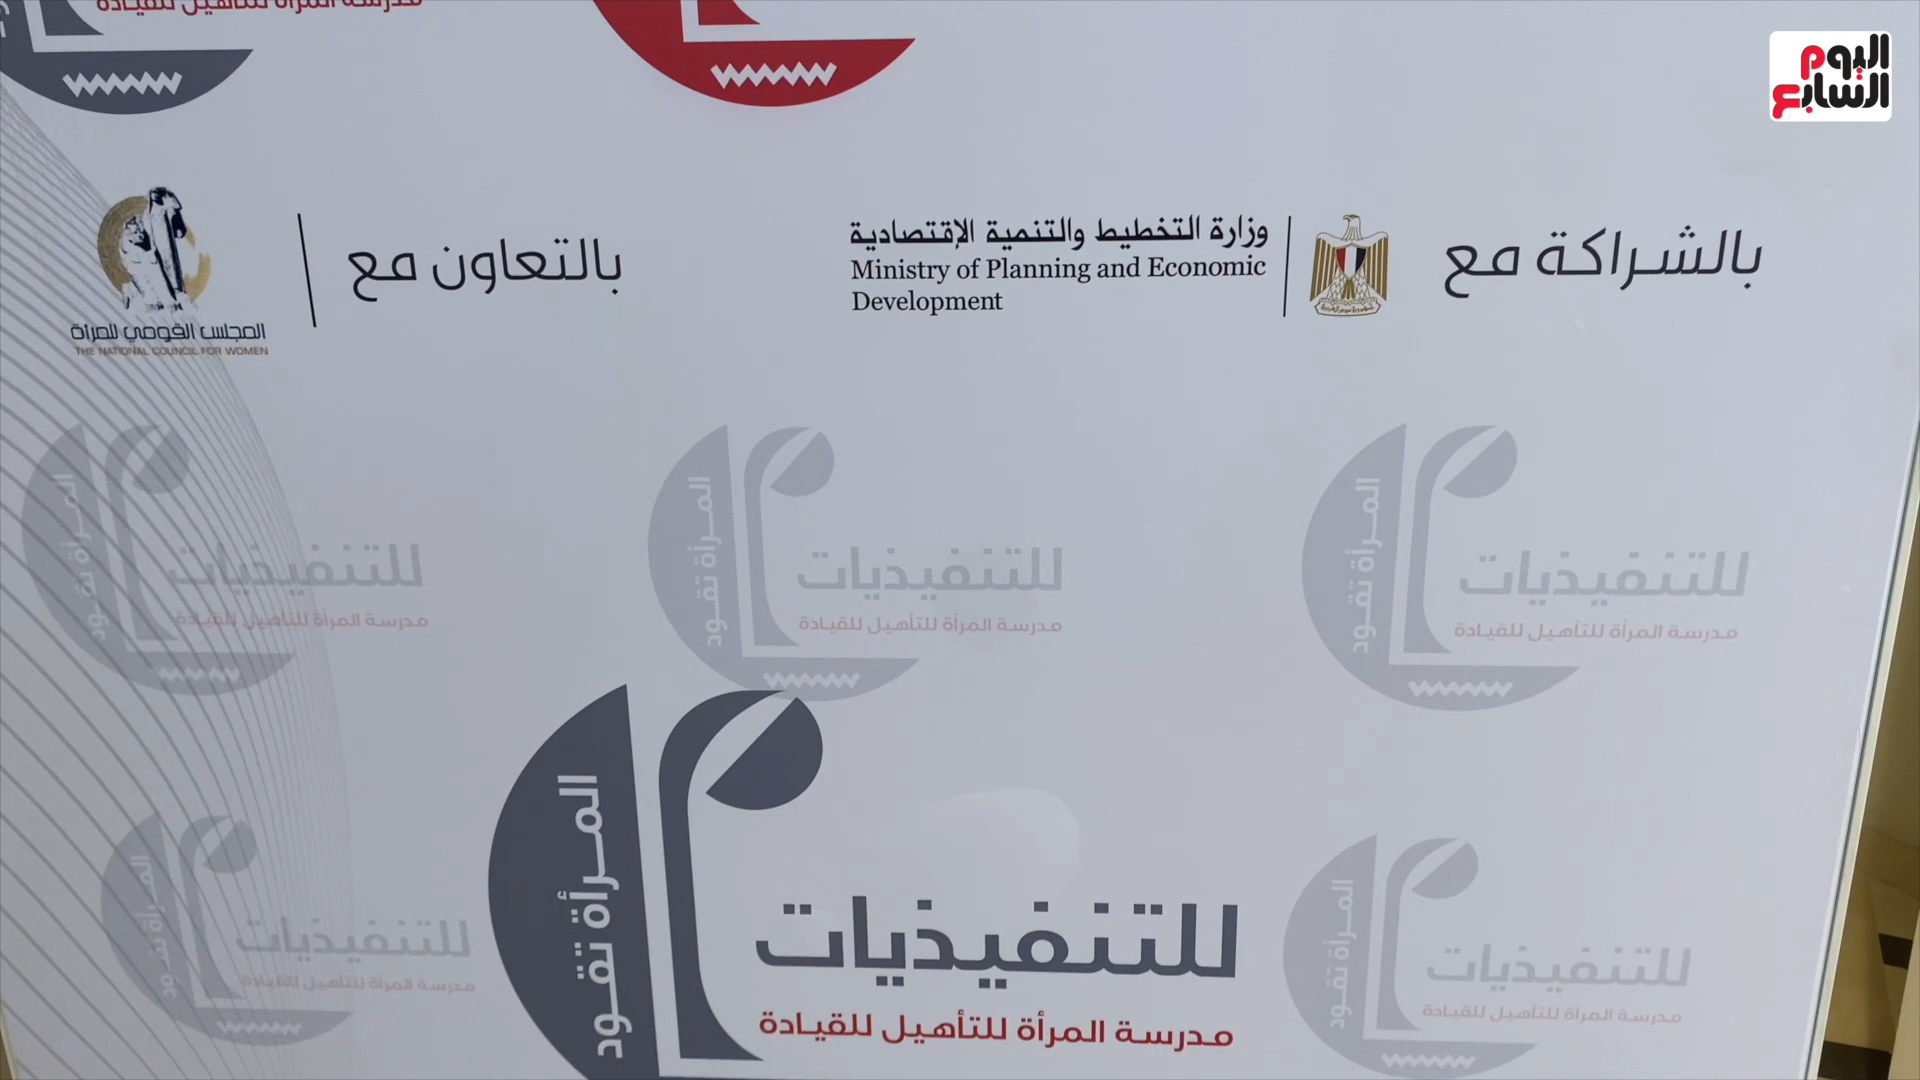 مدرسة المرأة للتأهيل للقيادة
اليوم
السابع
بالشراكة مع
وزارة التخطيط والتنمية الإقتصادية
Ministry of Planning and Economic
Development
بالتعاون مع
المجلس القومي للمرأة
THE NATIONAL COUNCIL FOR WOMEN
المرأة تقود
للتنفيذيات
مدرسة المرأة للتأهيل للقيادة
المرأة تقود
للتنفيذيات
مدرسة المرأة للتأهيل للقيادة
المرأة تقود
للتنفيذيات
مدرسة المرأة للتأهيل للقيادة
المرأة تقود
للتنفيذيات
مدرسة المرأة للتأهيل للقيادة
المـرأة تقـود
للتنفيذيات
مدرسة المرأة للتأهيل للقيادة
المرأة تقود
للتنفيذيات
مدرسة المرأة للتأهيل للقيادة